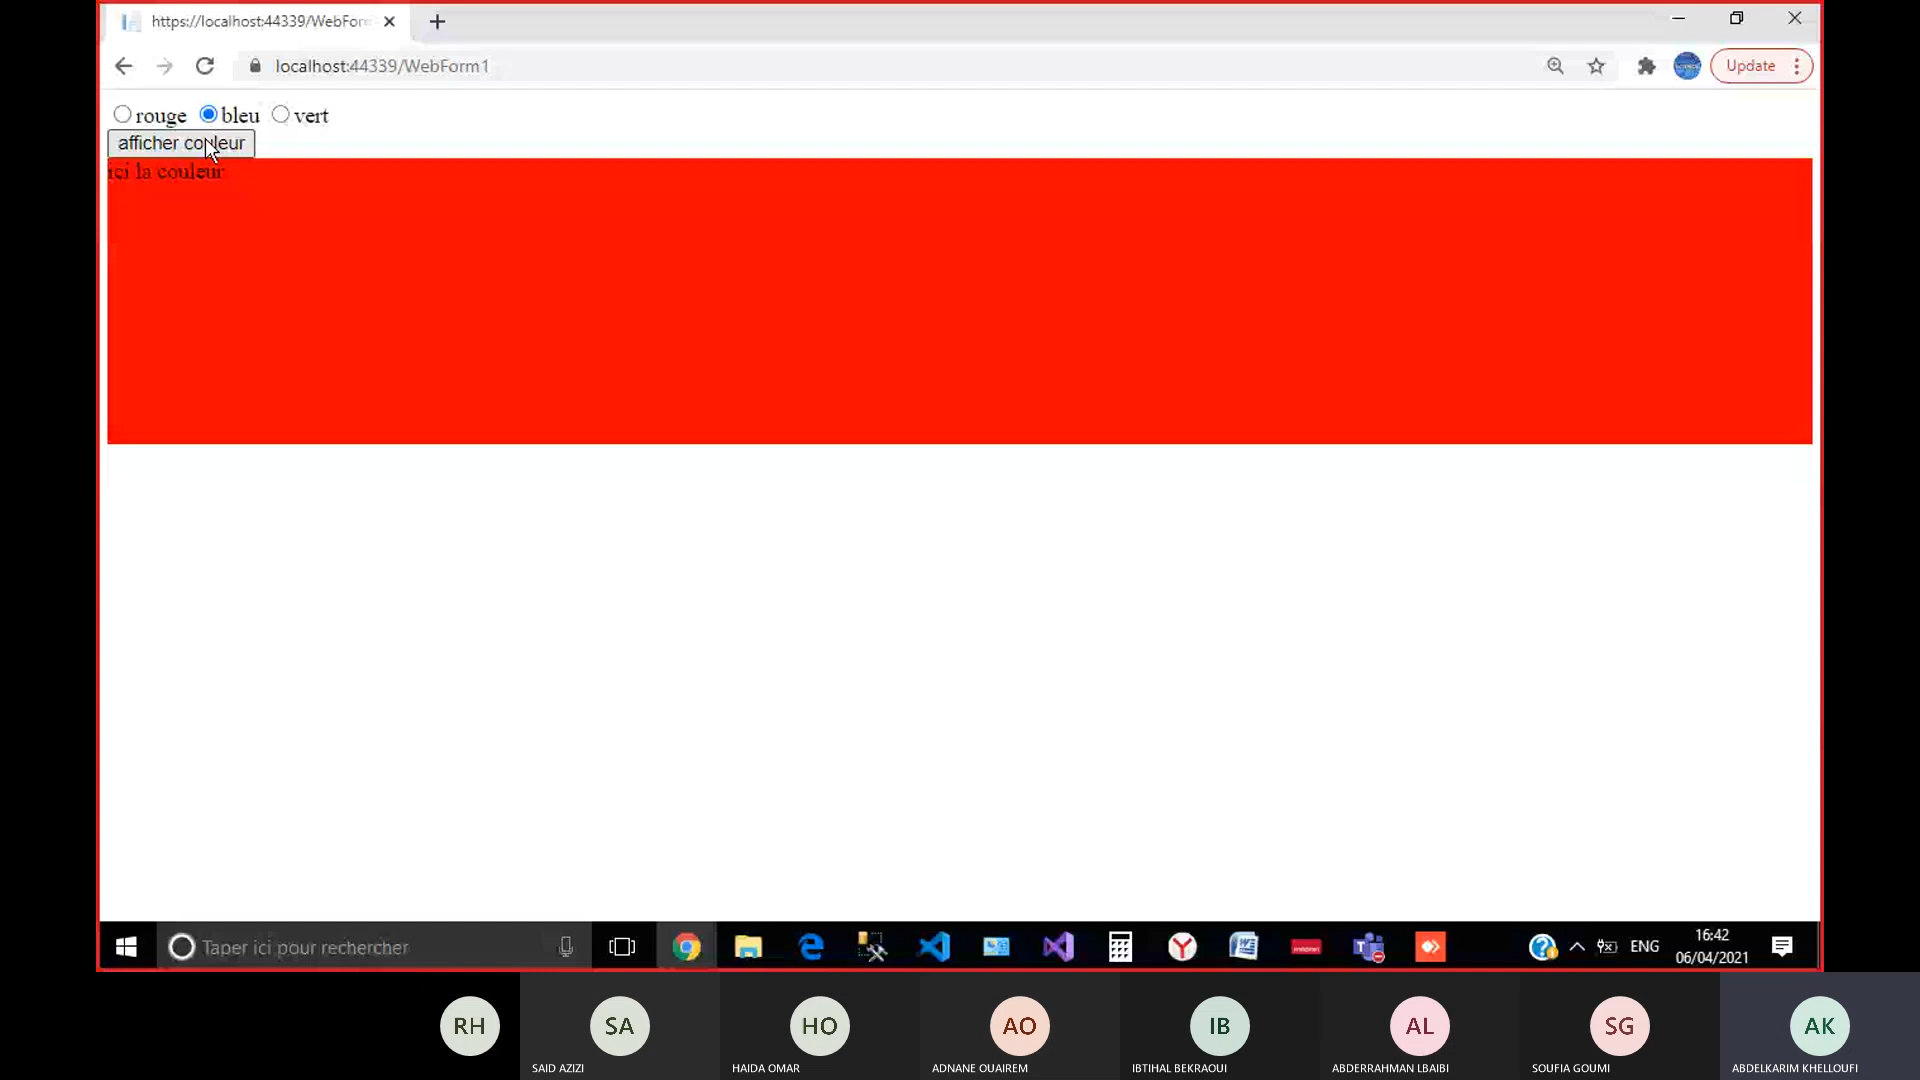 https://localhost:44339/WebForm
localhost:44339/WebForm1
Update
rouge bleu vert
afficher couleur
ici la couleur
Taper ici pour rechercher
ENG
16:42
06/04/2021
RH
SA
HO
AO
IB
AL
SG
AK
SAID AZIZI
HAIDA OMAR
ADNANE OUAIREM
IBTIHAL BEKRAOUI
ABDERRAHMAN LBAIBI
SOUFIA GOUMI
ABDELKARIM KHELLOUFI